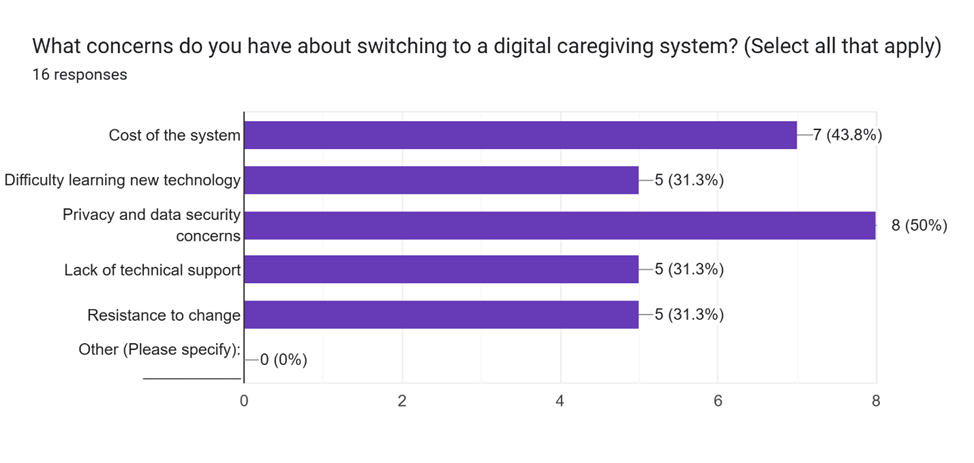 What concerns do you have about switching to a digital caregiving system? (Select all that apply)
16 responses
Cost of the system 7 (43.8%)
Difficulty learning new technology 5 (31.3%)
Privacy and data security
concerns 8 (50%)
Lack of technical support 5 (31.3%)
Resistance to change 5 (31.3%)
Other (Please specify):
0 (0%)
0 2 4 6 8